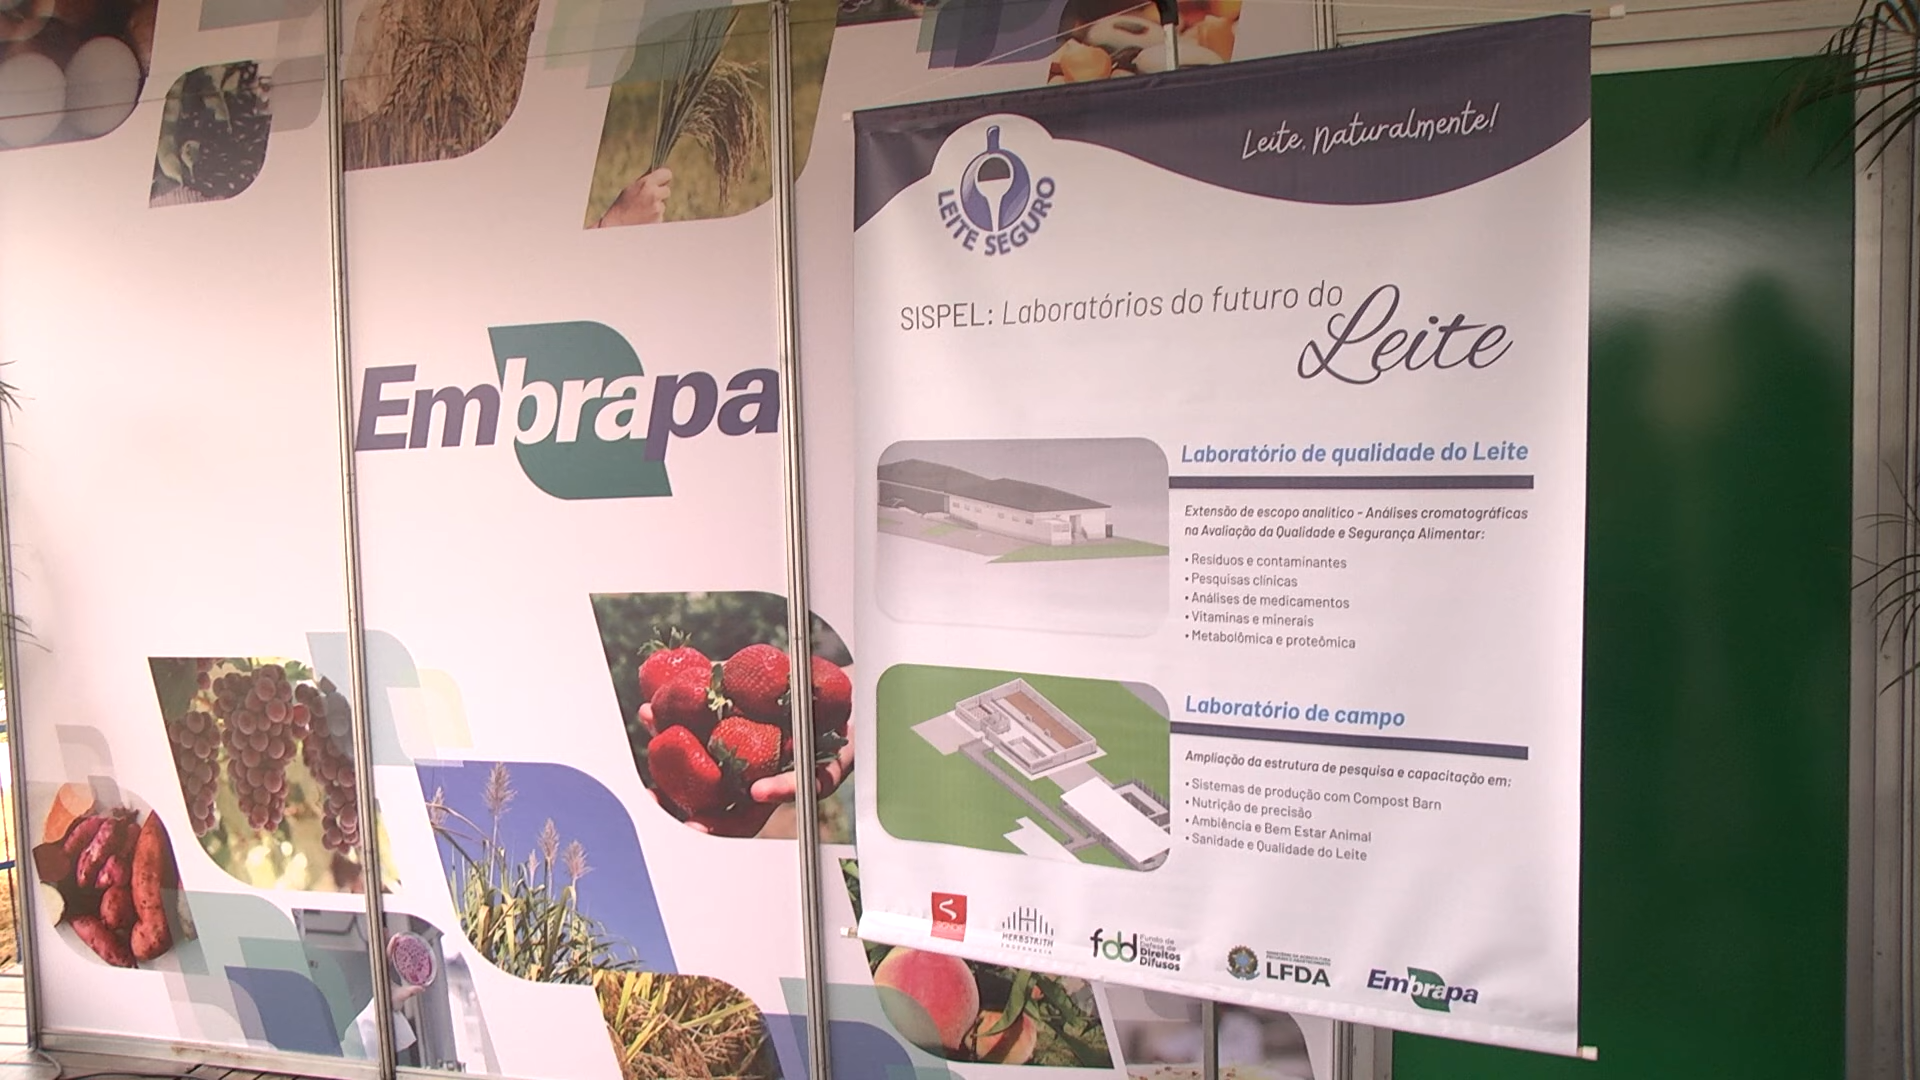 Embrapa
Leite, Naturalmente!
LEITE SEGURO
SISPEL: Laboratórios do futuro do
Leite
Laboratório de qualidade do Leite
Extensão de escopo analítico - Análises cromatográficas
na Avaliação da Qualidade e Segurança Alimentar:
• Resíduos e contaminantes
• Pesquisas clínicas
• Análises de medicamentos
• Vitaminas e minerais
• Metabolômica e proteômica
Laboratório de campo
Ampliação da estrutura de pesquisa e capacitação em:
• Sistemas de produção com Compost Barn
• Nutrição de precisão
• Ambiência e Bem Estar Animal
• Sanidade e Qualidade do Leite
HERBSTRITH
ENGENHARIA
fdd
Fundo de
Defesa de
Direitos
Difusos
LFDA
Embrapa